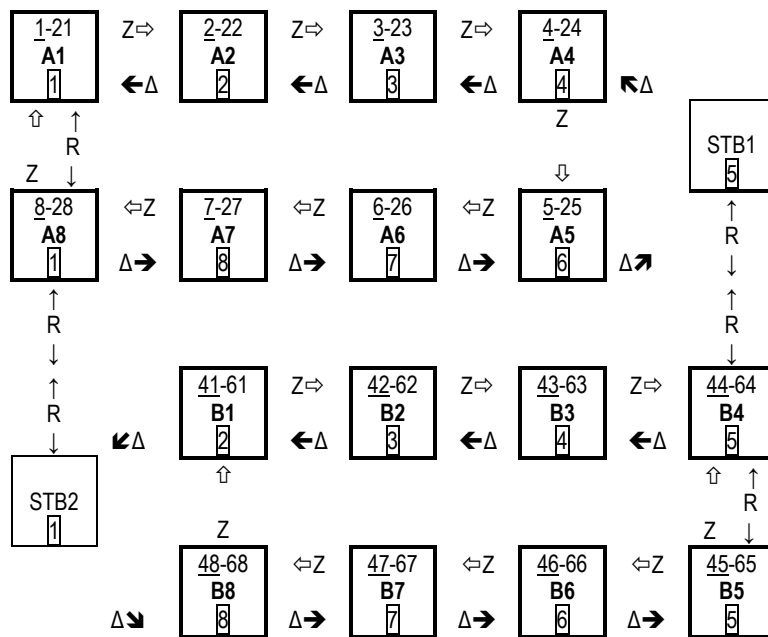 1-21 Z⇨ 2-22 Z⇨ 3-23 Z⇨ 4-24
A1 A2 A3 A4
1 🡸Δ 2 🡸Δ 3 🡸Δ 4 🡼Δ
⇧ ↑ Z
R STB1
Z ↓ ⇩ 5
8-28 ⇦Z 7-27 ⇦Z 6-26 ⇦Z 5-25 ↑
A8 A7 A6 A5 R
1 Δ🡺 8 Δ🡺 7 Δ🡺 6 Δ🡽 ↓
↑ ↑
R R
↓ ↓
↑ 41-61 Z⇨ 42-62 Z⇨ 43-63 Z⇨ 44-64
R B1 B2 B3 B4
↓ 🡿Δ 2 🡸Δ 3 🡸Δ 4 🡸Δ 5
⇧ ⇧ ↑
STB2 R
1 Z Z ↓
48-68 ⇦Z 47-67 ⇦Z 46-66 ⇦Z 45-65
B8 B7 B6 B5
Δ🡾 8 Δ🡺 7 Δ🡺 6 Δ🡺 5